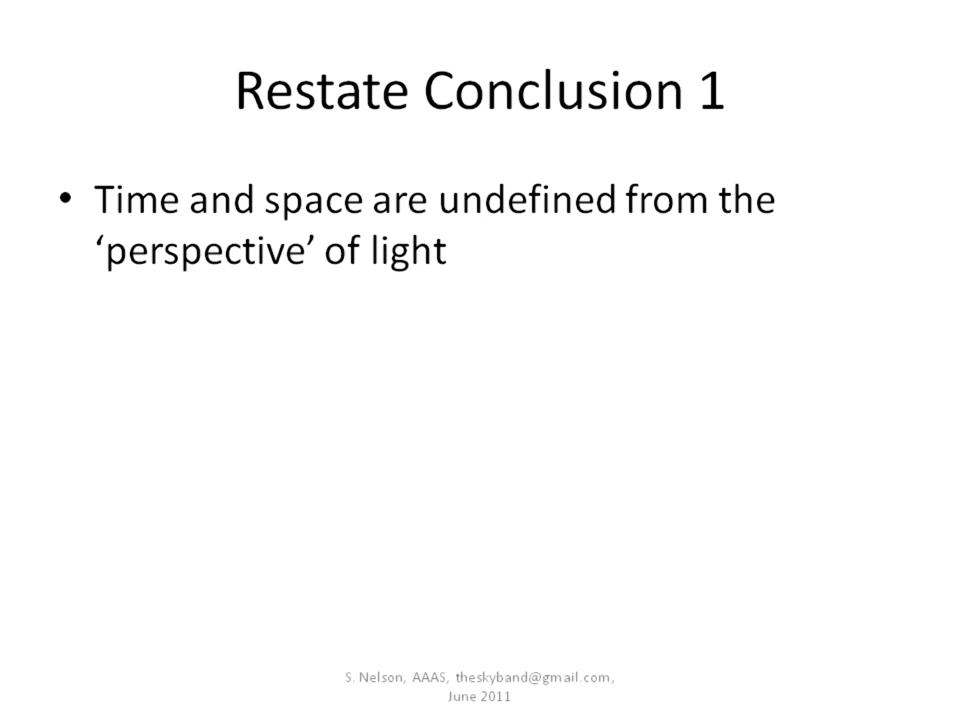 Restate Conclusion 1
• Time and space are undefined from the
‘perspective’ of light
S. Nelson, AAAS, theskyband@gmail.com,
June 2011